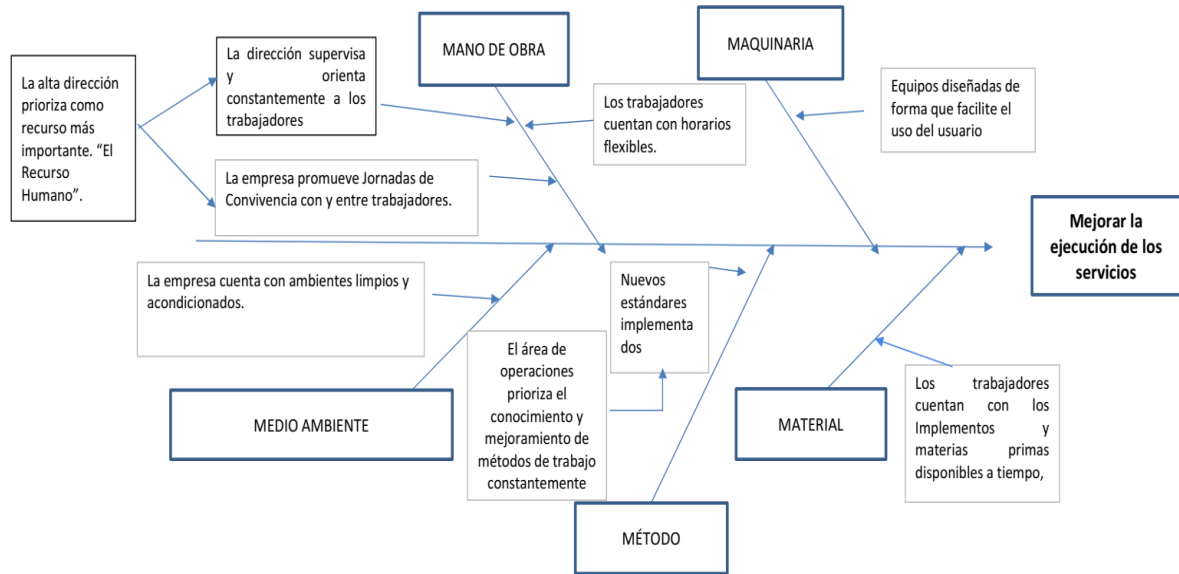 MANO DE OBRA
MAQUINARIA
La alta dirección
prioriza como
recurso más
importante. “El
Recurso
Humano”.
La dirección supervisa
y orienta
constantemente a los
trabajadores
Los trabajadores
cuentan con horarios
flexibles.
Equipos diseñadas de
forma que facilite el
uso del usuario
La empresa promueve Jornadas de
Convivencia con y entre trabajadores.
Mejorar la
ejecución de los
servicios
La empresa cuenta con ambientes limpios y
acondicionados.
Nuevos
estándares
implementa
dos
El área de
operaciones
prioriza el
conocimiento y
mejoramiento de
métodos de trabajo
constantemente
Los trabajadores
cuentan con los
Implementos y
materias primas
disponibles a tiempo,
MEDIO AMBIENTE
MATERIAL
MÉTODO